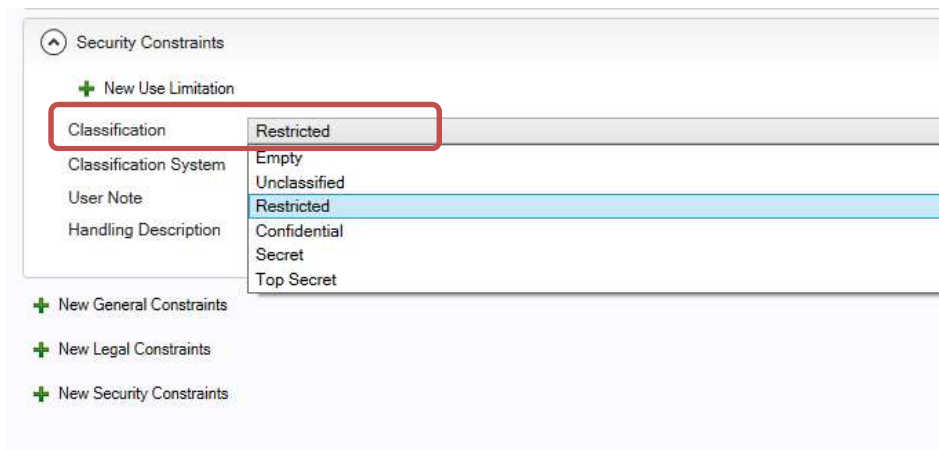 Security Constraints
New Use Limitation
Classification Restricted
Empty
Classification System
Unclassified
User Note
Restricted
Handling Description
Confidential
Secret
Top Secret
New General Constraints
New Legal Constraints
New Security Constraints